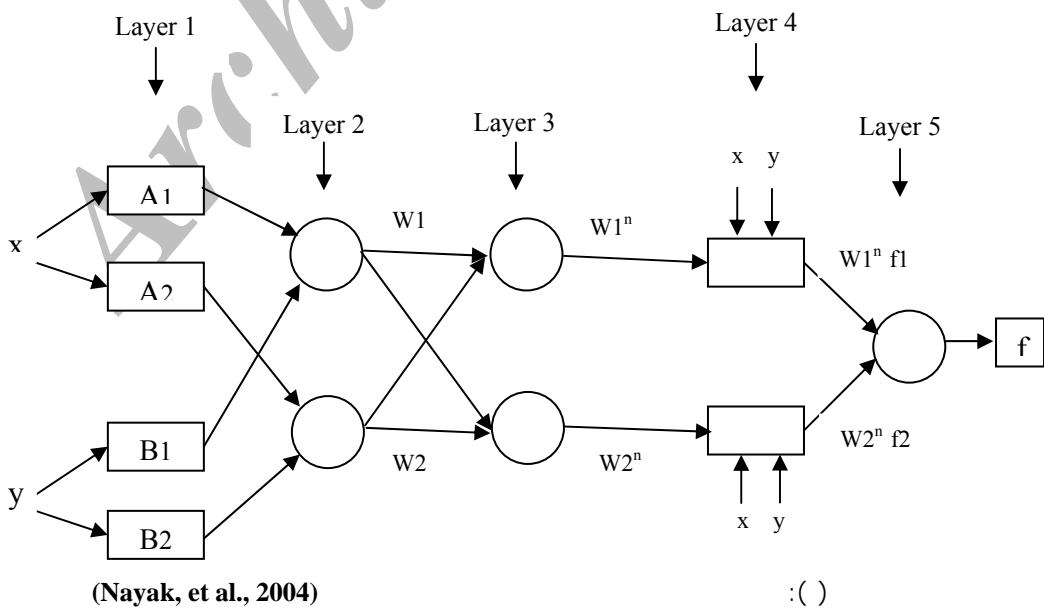 Archi
Layer 1
Layer 4
Layer 2
Layer 3
Layer 5
x y
A1
W1
W1ⁿ
x
W1ⁿ f1
A2
f
B1
W2ⁿ f2
W2
W2ⁿ
y
x y
B2
(Nayak, et al., 2004)
:( )